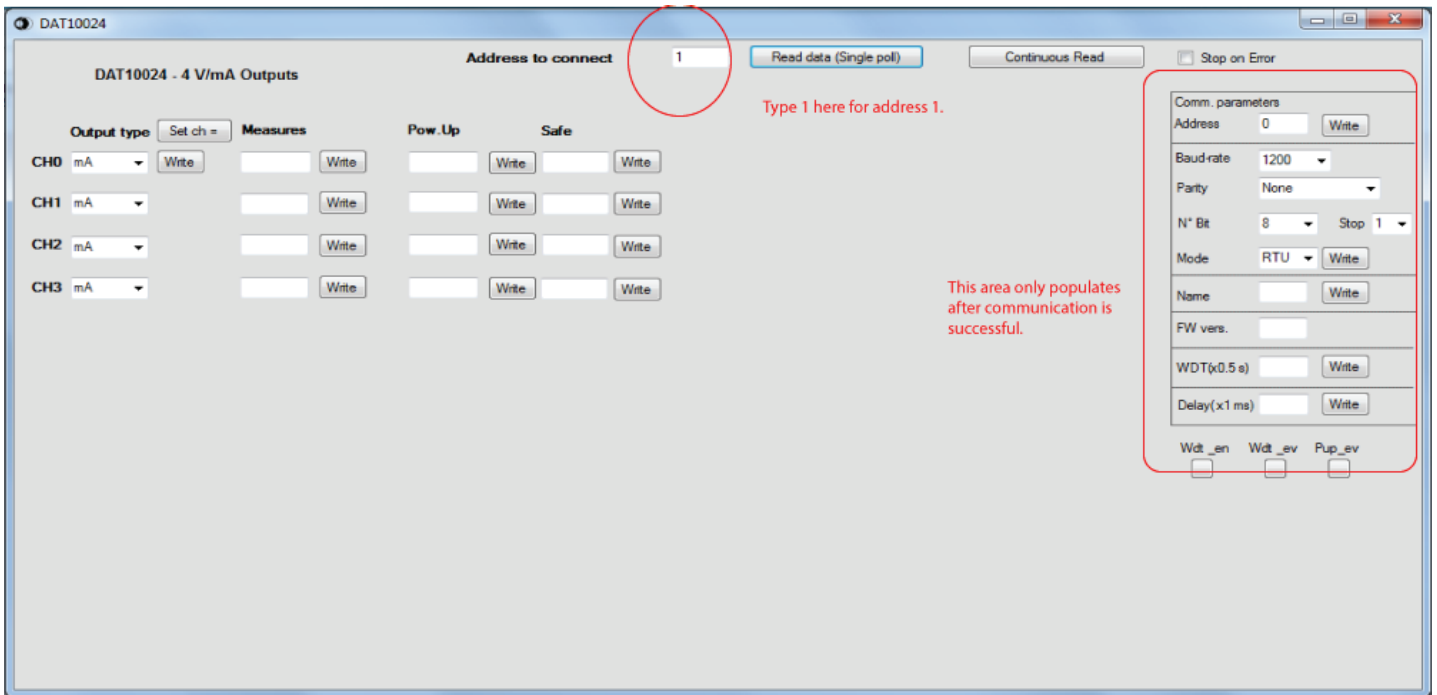 DAT10024
Address to connect 1 Read data (Single poll) Continuous Read Stop on Error
DAT10024 - 4 V/mA Outputs
Type 1 here for address 1.
Output type Set ch = Measures Pow.Up Safe
CH0 mA Write Write Write Write
CH1 mA Write Write Write
CH2 mA Write Write Write
CH3 mA Write Write Write
This area only populates
after communication is
successful.
Comm. parameters
Address 0 Write
Baud-rate 1200
Parity None
N° Bit 8 Stop 1
Mode RTU Write
Name Write
FW vers.
WDT(x0.5 s) Write
Delay(x1 ms) Write
Wdt _en Wdt _ev Pup_ev